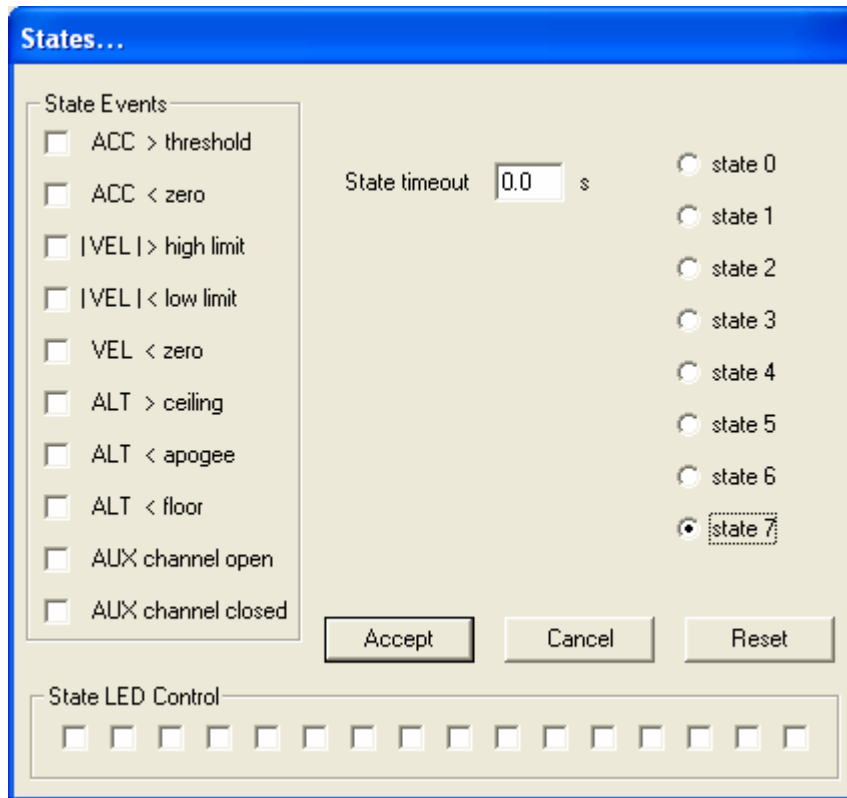 States...
State Events
ACC > threshold
ACC < zero
|VEL| > high limit
|VEL| < low limit
VEL < zero
ALT > ceiling
ALT < apogee
ALT < floor
AUX channel open
AUX channel closed
State timeout 0.0 s
state 0
state 1
state 2
state 3
state 4
state 5
state 6
state 7
Accept Cancel Reset
State LED Control